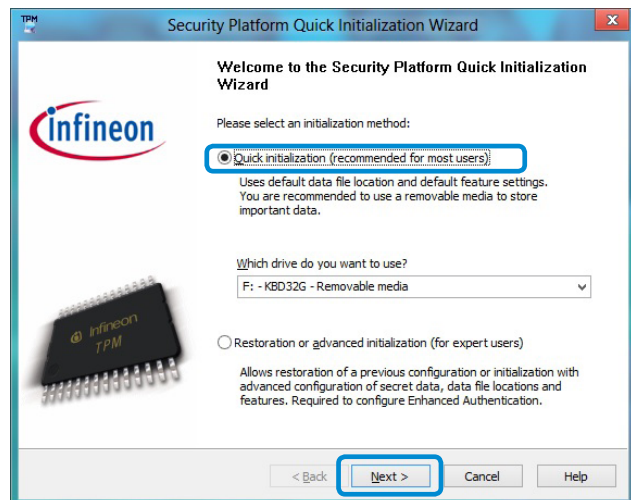 TPM
Security Platform Quick Initialization Wizard
x
Welcome to the Security Platform Quick Initialization
Wizard
infineon
Please select an initialization method:
Quick initialization (recommended for most users)
Uses default data file location and default feature settings.
You are recommended to use a removable media to store
important data.
Which drive do you want to use?
F: - KBD32G - Removable media
Infineon
TPM
Restoration or advanced initialization (for expert users)
Allows restoration of a previous configuration or initialization with
advanced configuration of secret data, data file locations and
features. Required to configure Enhanced Authentication.
< Back Next > Cancel Help